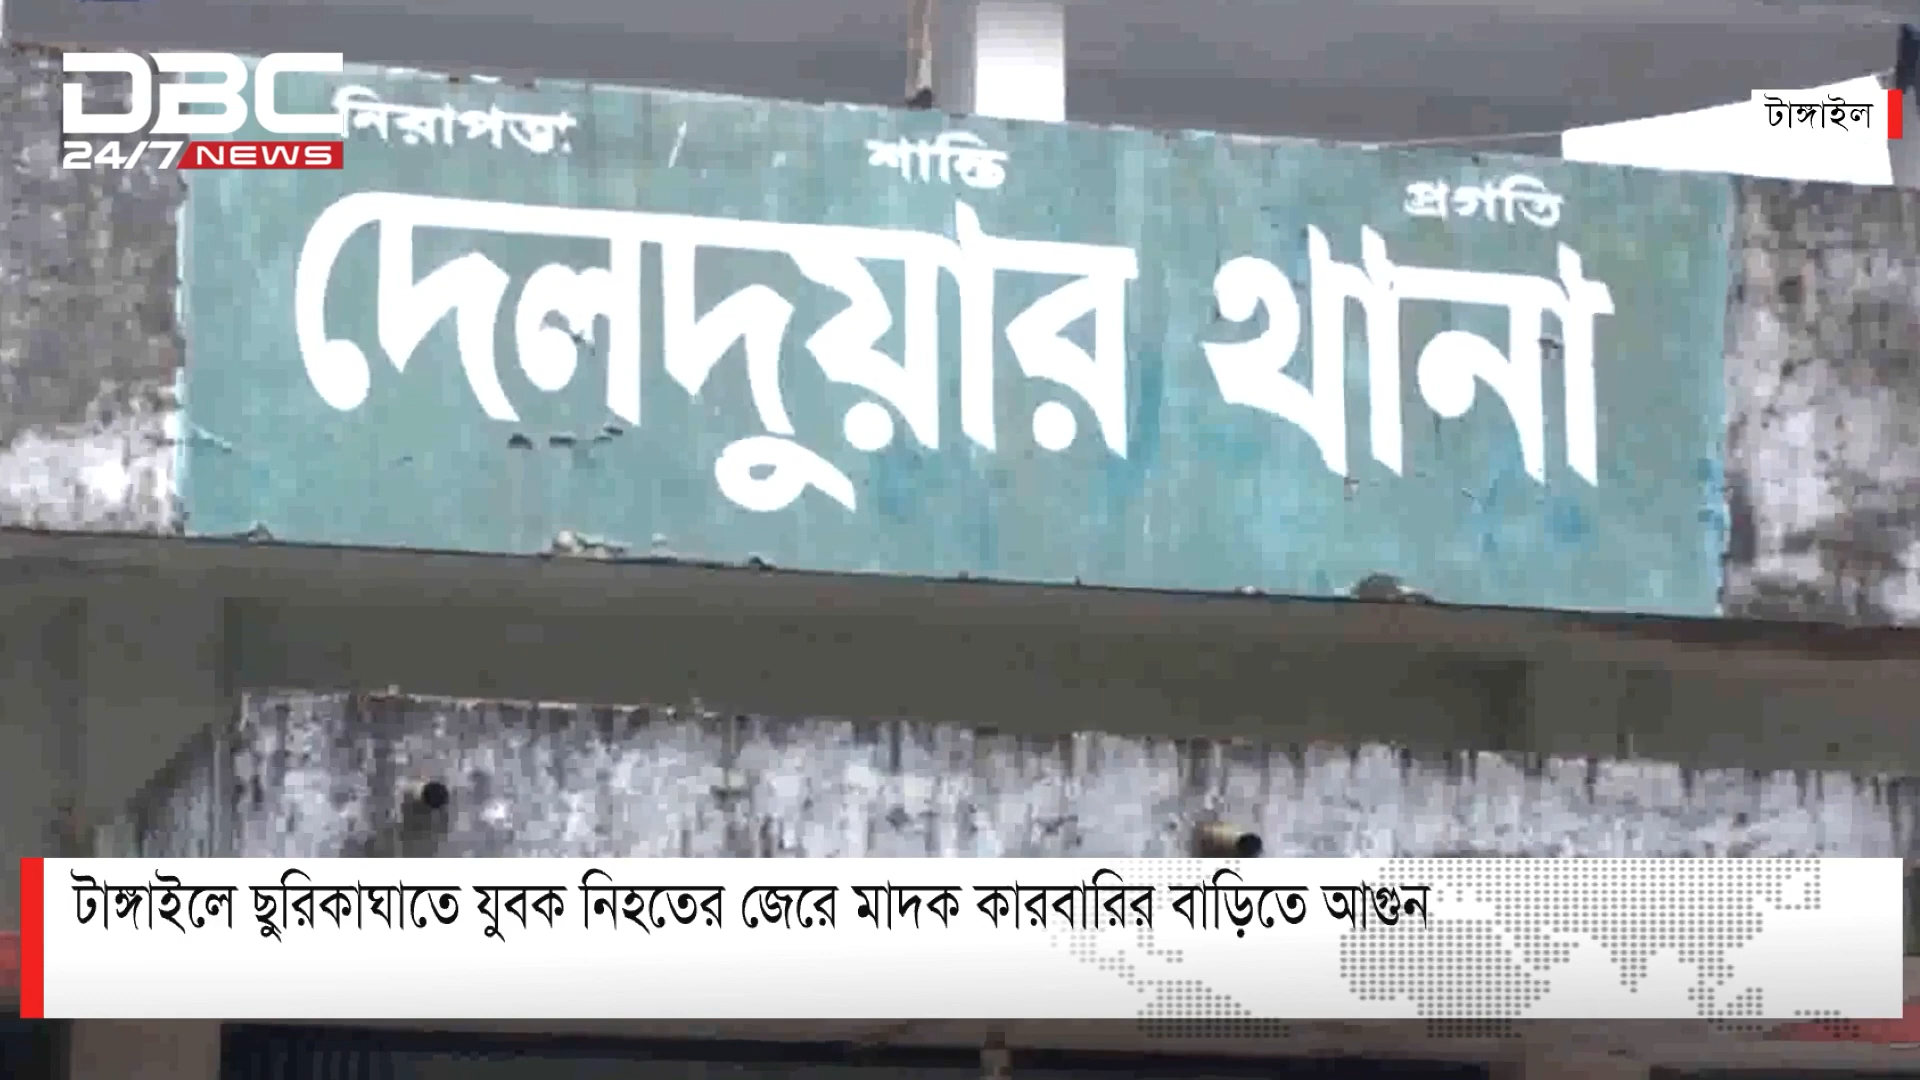 DBC
24/7 NEWS
টাঙ্গাইল
নিরাপত্তা শান্তি প্রগতি
দেলদুয়ার থানা
টাঙ্গাইলে ছুরিকাঘাতে যুবক নিহতের জেরে মাদক কারবারির বাড়িতে আগুন